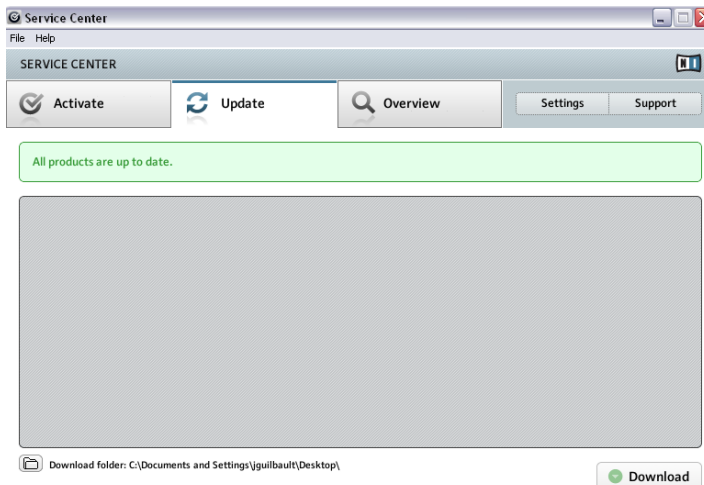 Service Center
File Help
SERVICE CENTER
NI
Activate Update Overview Settings Support
All products are up to date.
Download folder: C:\Documents and Settings\jguilbault\Desktop\
Download